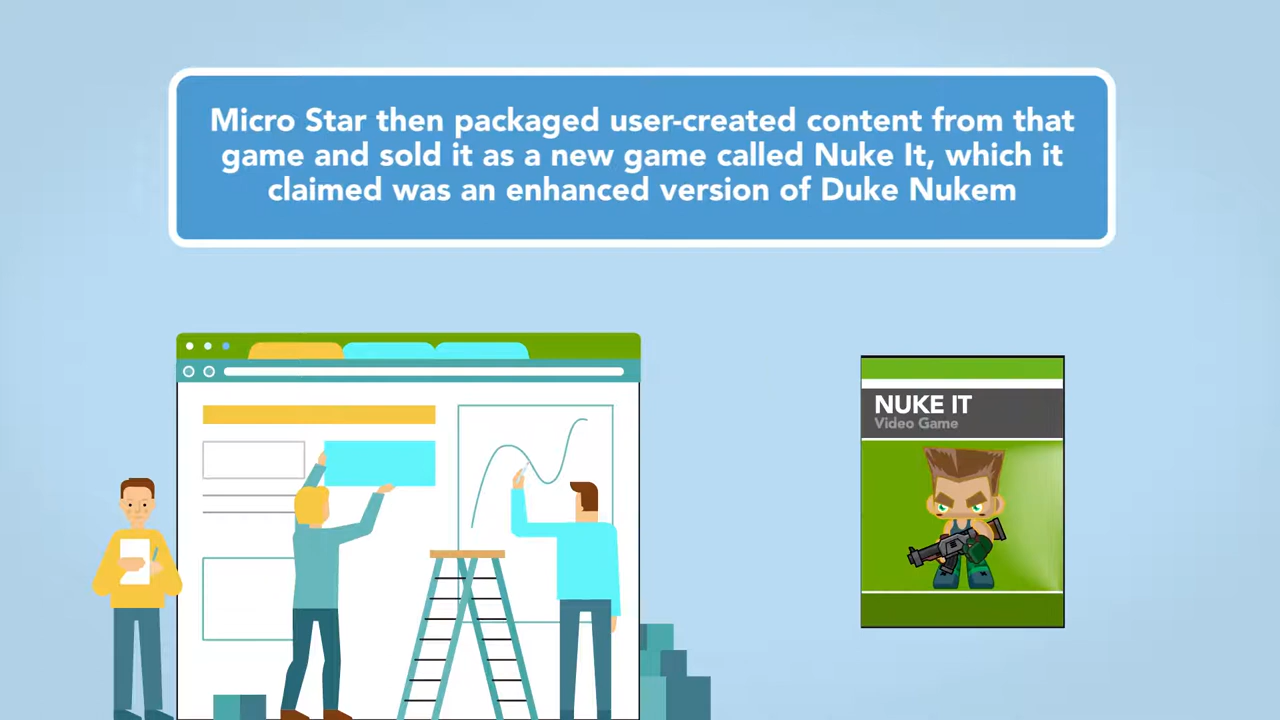 Micro Star then packaged user-created content from that
game and sold it as a new game called Nuke It, which it
claimed was an enhanced version of Duke Nukem
NUKE IT
Video Game